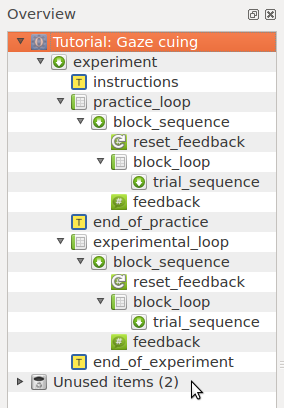 Overview
Tutorial: Gaze cuing
experiment
T instructions
practice_loop
block_sequence
reset_feedback
block_loop
trial_sequence
# feedback
T end_of_practice
experimental_loop
block_sequence
reset_feedback
block_loop
trial_sequence
# feedback
T end_of_experiment
Unused items (2)